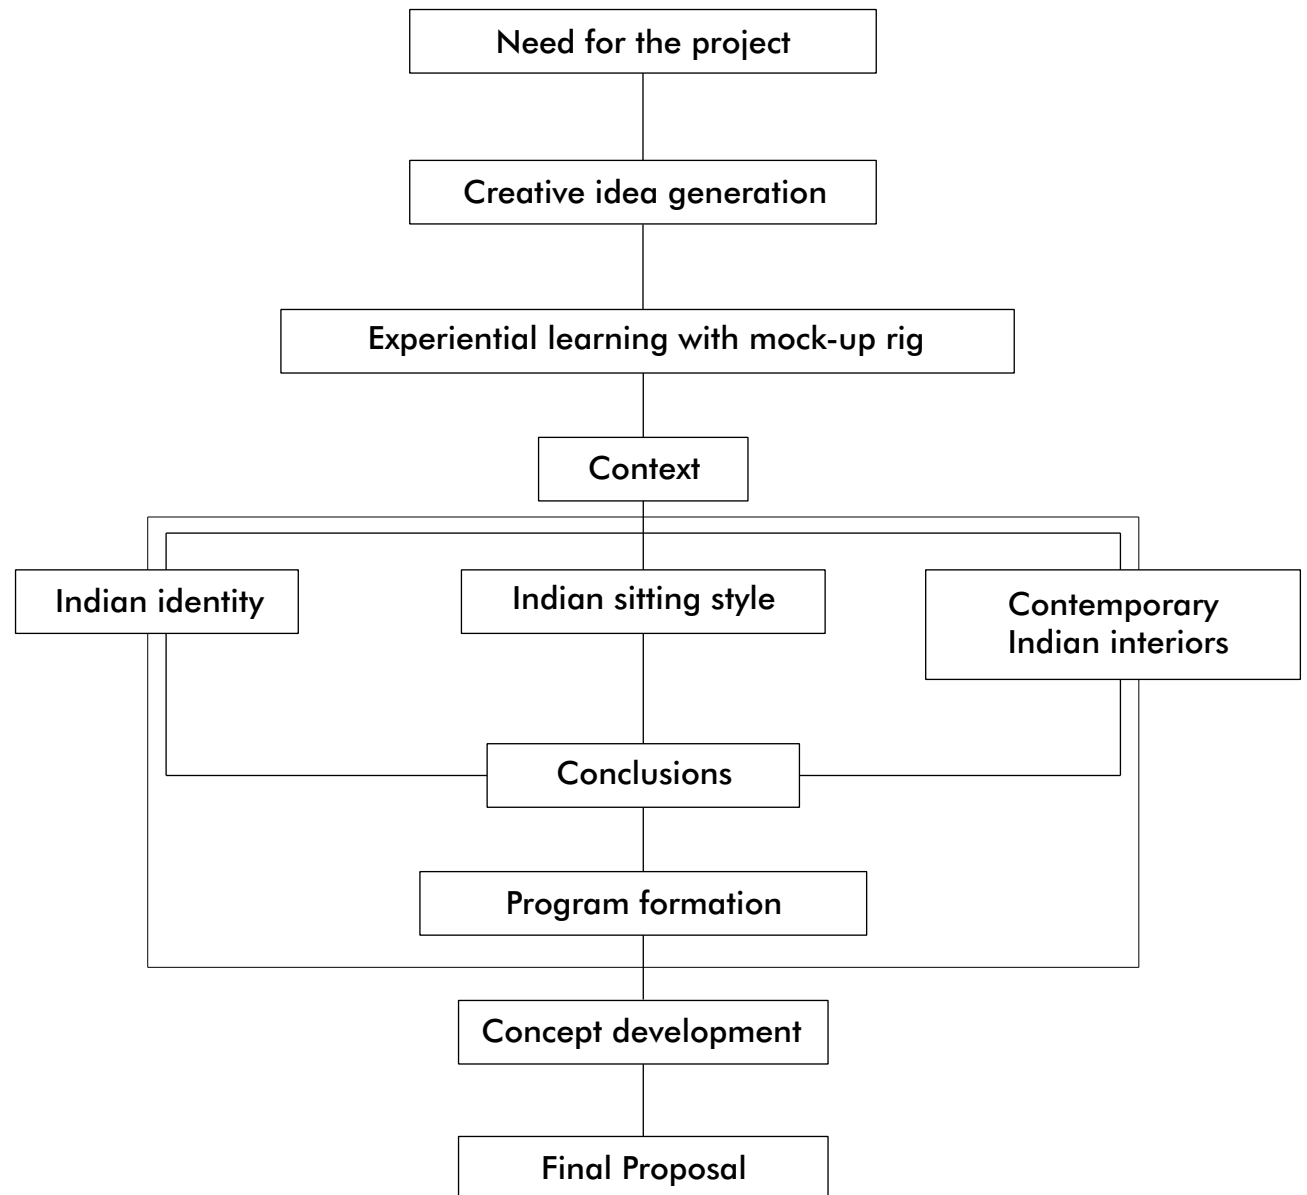 Need for the project
Creative idea generation
Experiential learning with mock-up rig
Context
Indian identity
Indian sitting style
Contemporary
Indian interiors
Conclusions
Program formation
Concept development
Final Proposal